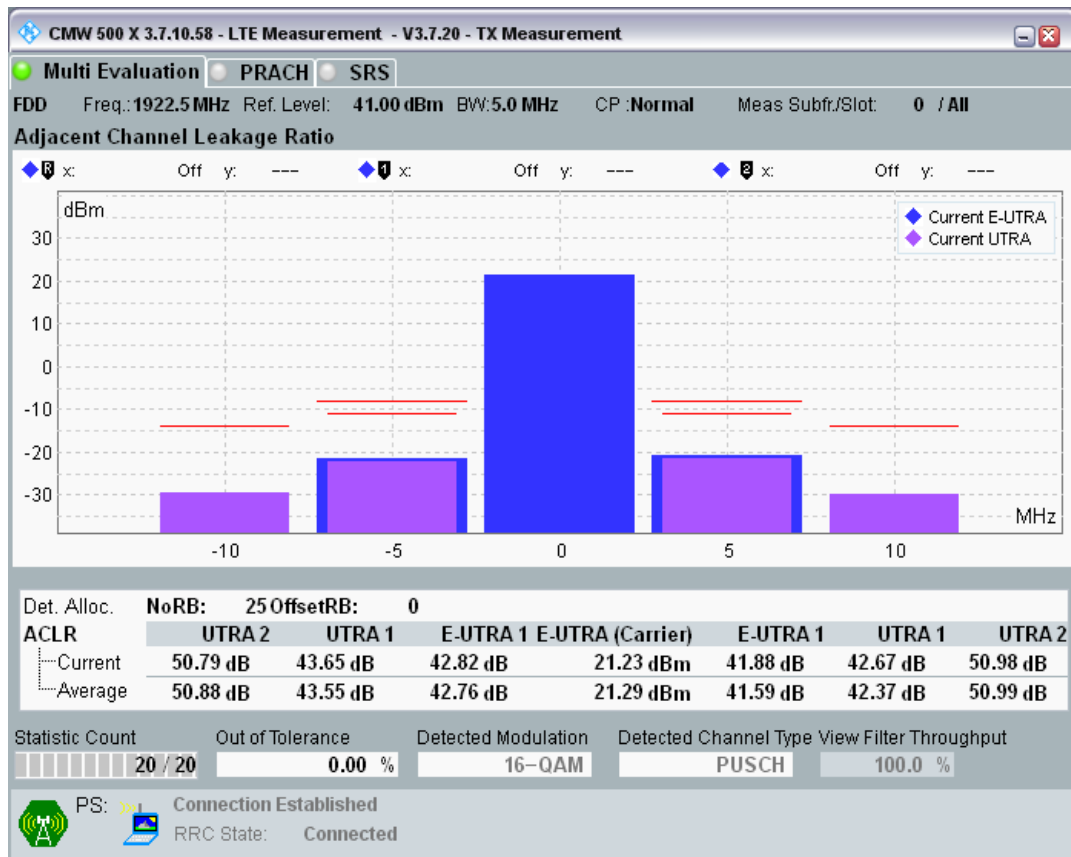 CMW 500 X 3.7.10.58 - LTE Measurement - V3.7.20 - TX Measurement
Multi Evaluation PRACH SRS
FDD Freq.:1922.5 MHz Ref. Level: 41.00 dBm BW:5.0 MHz CP :Normal Meas Subfr./Slot: 0 / All
Adjacent Channel Leakage Ratio
R x: Off y: --- 1 x: Off y: --- 2 x: Off y: ---
dBm
Current E-UTRA
Current UTRA
30
20
10
0
-10
-20
-30
MHz
-10 -5 0 5 10
Det. Alloc. NoRB: 25 OffsetRB: 0
ACLR UTRA 2 UTRA 1 E-UTRA 1 E-UTRA (Carrier) E-UTRA 1 UTRA 1 UTRA 2
Current 50.79 dB 43.65 dB 42.82 dB 21.23 dBm 41.88 dB 42.67 dB 50.98 dB
Average 50.88 dB 43.55 dB 42.76 dB 21.29 dBm 41.59 dB 42.37 dB 50.99 dB
Statistic Count Out of Tolerance Detected Modulation Detected Channel Type View Filter Throughput
20 / 20 0.00 % 16-QAM PUSCH 100.0 %
PS: Connection Established
RRC State: Connected